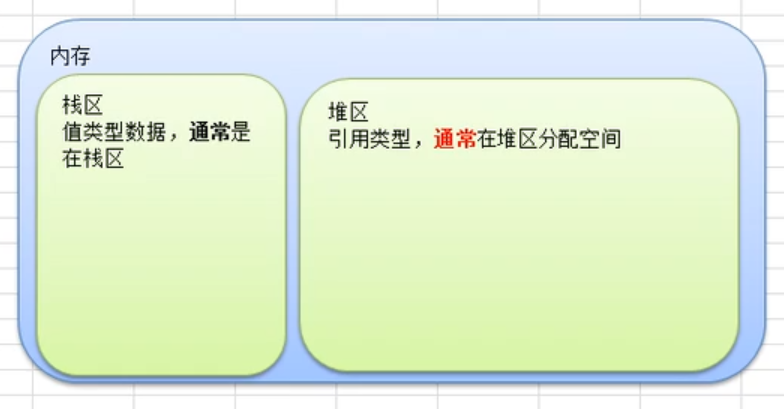 内存
栈区
值类型数据，通常是
在栈区
堆区
引用类型，通常在堆区分配空间